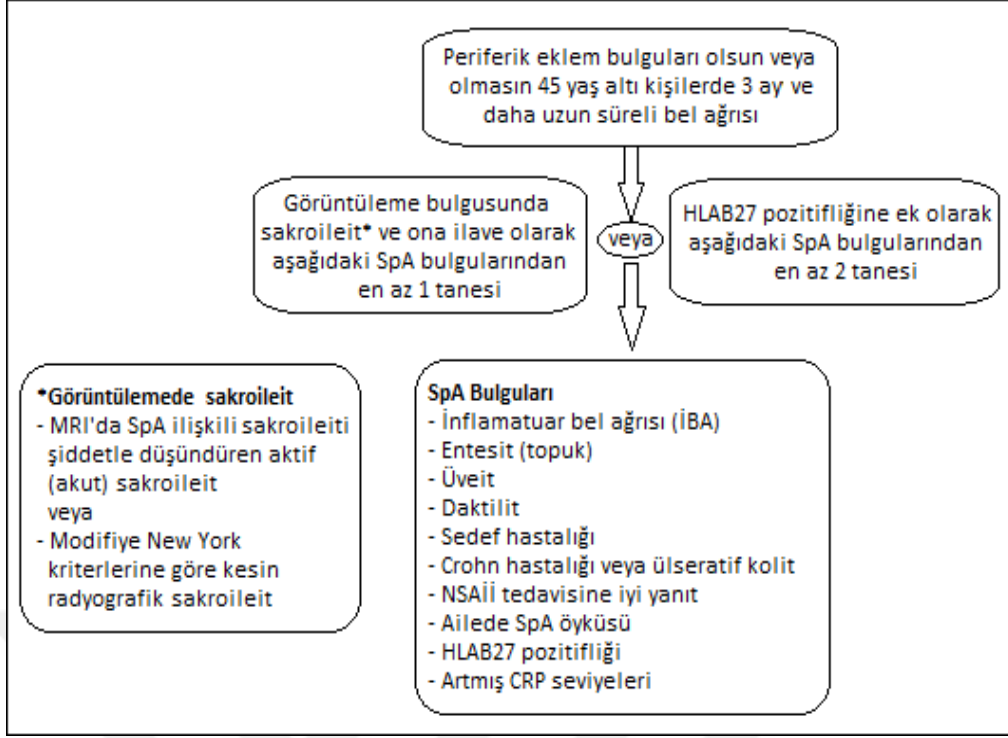 Periferik eklem bulguları olsun veya
olmasın 45 yaş altı kişilerde 3 ay ve
daha uzun süreli bel ağrısı
Görüntüleme bulgusunda
sakroileit* ve ona ilave olarak
aşağıdaki SpA bulgularından
en az 1 tanesi
veya
HLAB27 pozitifliğine ek olarak
aşağıdaki SpA bulgularından
en az 2 tanesi
*Görüntülemede sakroileit
- MRI'da SpA ilişkili sakroileiti
şiddetle düşündüren aktif
(akut) sakroileit
veya
- Modifiye New York
kriterlerine göre kesin
radyografik sakroileit
SpA Bulguları
- İnflamatuar bel ağrısı (İBA)
- Entesit (topuk)
- Üveit
- Daktilit
- Sedef hastalığı
- Crohn hastalığı veya ülseratif kolit
- NSAİİ tedavisine iyi yanıt
- Ailede SpA öyküsü
- HLAB27 pozitifliği
- Artmış CRP seviyeleri